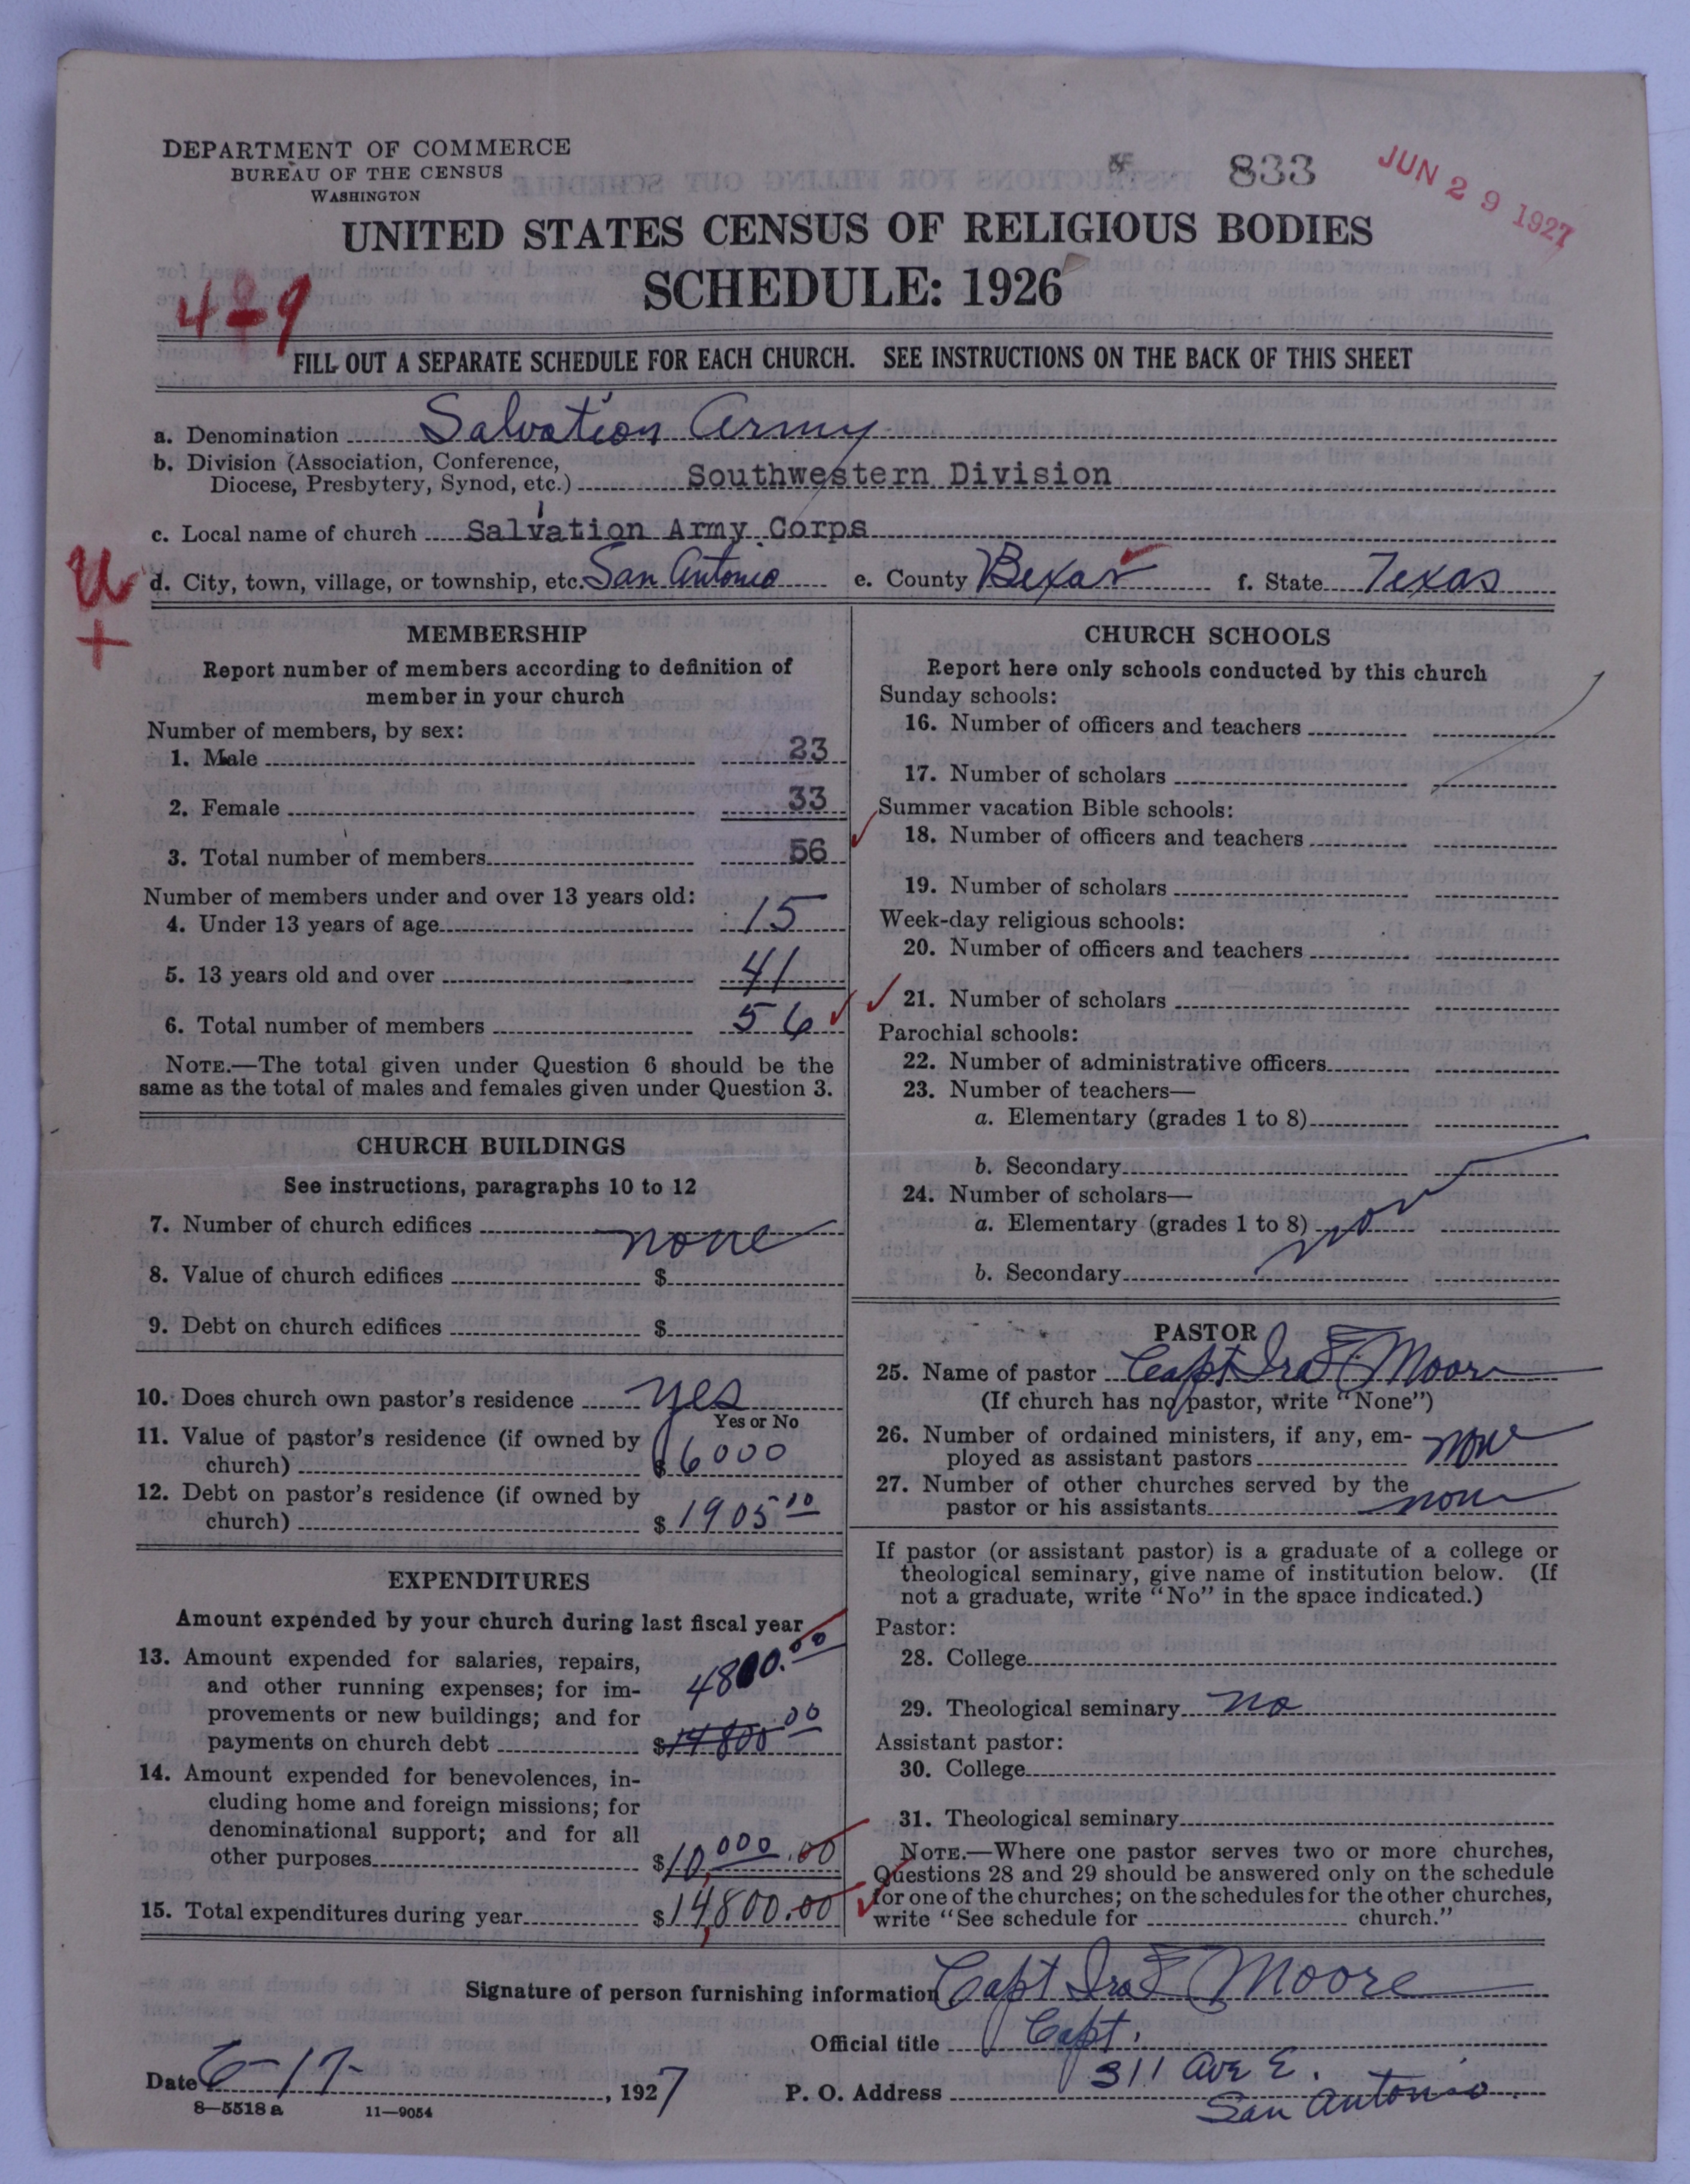 DEPARTMENT OF COMMERCE
BUREAU OF THE CENSUS
WASHINGTON
833
JUN 29 1927
UNITED STATES CENSUS OF RELIGIOUS BODIES
SCHEDULE: 1926
4-9
FILL OUT A SEPARATE SCHEDULE FOR EACH CHURCH. SEE INSTRUCTIONS ON THE BACK OF THIS SHEET
a. Denomination Salvation Army
b. Division (Association, Conference,
Diocese, Presbytery, Synod, etc.) Southwestern Division
c. Local name of church Salvation Army Corps
U
+
d. City, town, village, or township, etc. San Antonio e. County Bexar f. State Texas
MEMBERSHIP
Report number of members according to definition of
member in your church
Number of members, by sex:
1. Male 23
2. Female 33
3. Total number of members 56
Number of members under and over 13 years old:
4. Under 13 years of age 15
5. 13 years old and over 41
6. Total number of members 56
NOTE.—The total given under Question 6 should be the
same as the total of males and females given under Question 3.
CHURCH BUILDINGS
See instructions, paragraphs 10 to 12
7. Number of church edifices none
8. Value of church edifices $
9. Debt on church edifices $
10. Does church own pastor's residence yes
Yes or No
11. Value of pastor's residence (if owned by
church) $ 6000
12. Debt on pastor's residence (if owned by
church) $ 1905.10
EXPENDITURES
Amount expended by your church during last fiscal year
13. Amount expended for salaries, repairs,
and other running expenses; for im-
provements or new buildings; and for
payments on church debt 4800.00
$14800.00
14. Amount expended for benevolences, in-
cluding home and foreign missions; for
denominational support; and for all
other purposes $10,000.00
15. Total expenditures during year $14,800.00
CHURCH SCHOOLS
Report here only schools conducted by this church
Sunday schools:
16. Number of officers and teachers
17. Number of scholars
Summer vacation Bible schools:
18. Number of officers and teachers
19. Number of scholars
Week-day religious schools:
20. Number of officers and teachers
21. Number of scholars
Parochial schools:
22. Number of administrative officers
23. Number of teachers—
a. Elementary (grades 1 to 8)
b. Secondary
24. Number of scholars—
a. Elementary (grades 1 to 8)
b. Secondary
PASTOR
25. Name of pastor Capt Ira E Moore
(If church has no pastor, write "None")
26. Number of ordained ministers, if any, em-
ployed as assistant pastors none
27. Number of other churches served by the
pastor or his assistants none
If pastor (or assistant pastor) is a graduate of a college or
theological seminary, give name of institution below. (If
not a graduate, write "No" in the space indicated.)
Pastor:
28. College
29. Theological seminary no
Assistant pastor:
30. College
31. Theological seminary
NOTE.—Where one pastor serves two or more churches,
Questions 28 and 29 should be answered only on the schedule
for one of the churches; on the schedules for the other churches,
write "See schedule for church."
Signature of person furnishing information Capt Ira E Moore
Official title Capt.
Date 6-17-, 1927 P. O. Address 311 Ave E.
San Antonio.
8-5518 a 11-9054